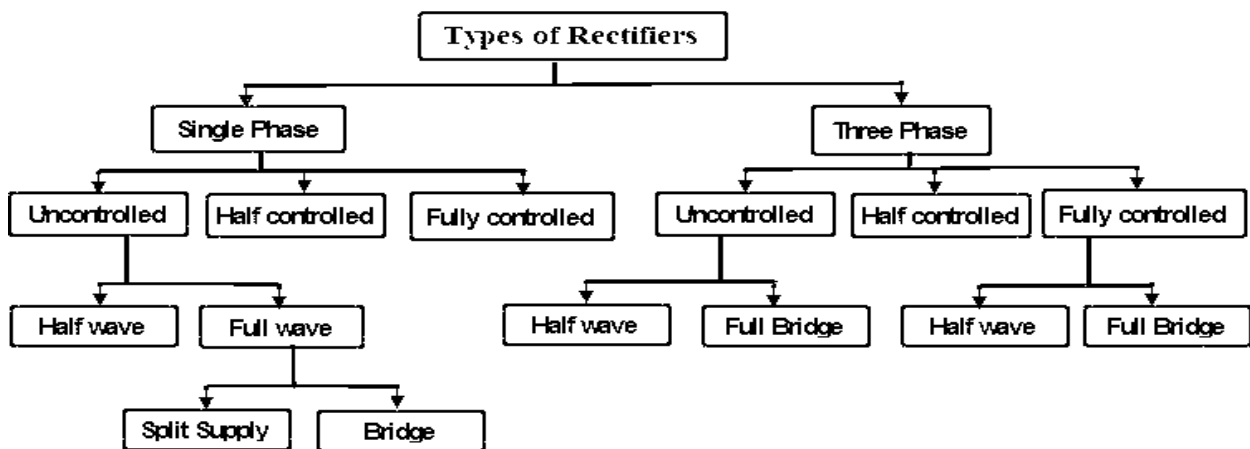 Types of Rectifiers
Single Phase
Three Phase
Uncontrolled
Half controlled
Fully controlled
Uncontrolled
Half controlled
Fully controlled
Half wave
Full wave
Half wave
Full Bridge
Half wave
Full Bridge
Split Supply
Bridge